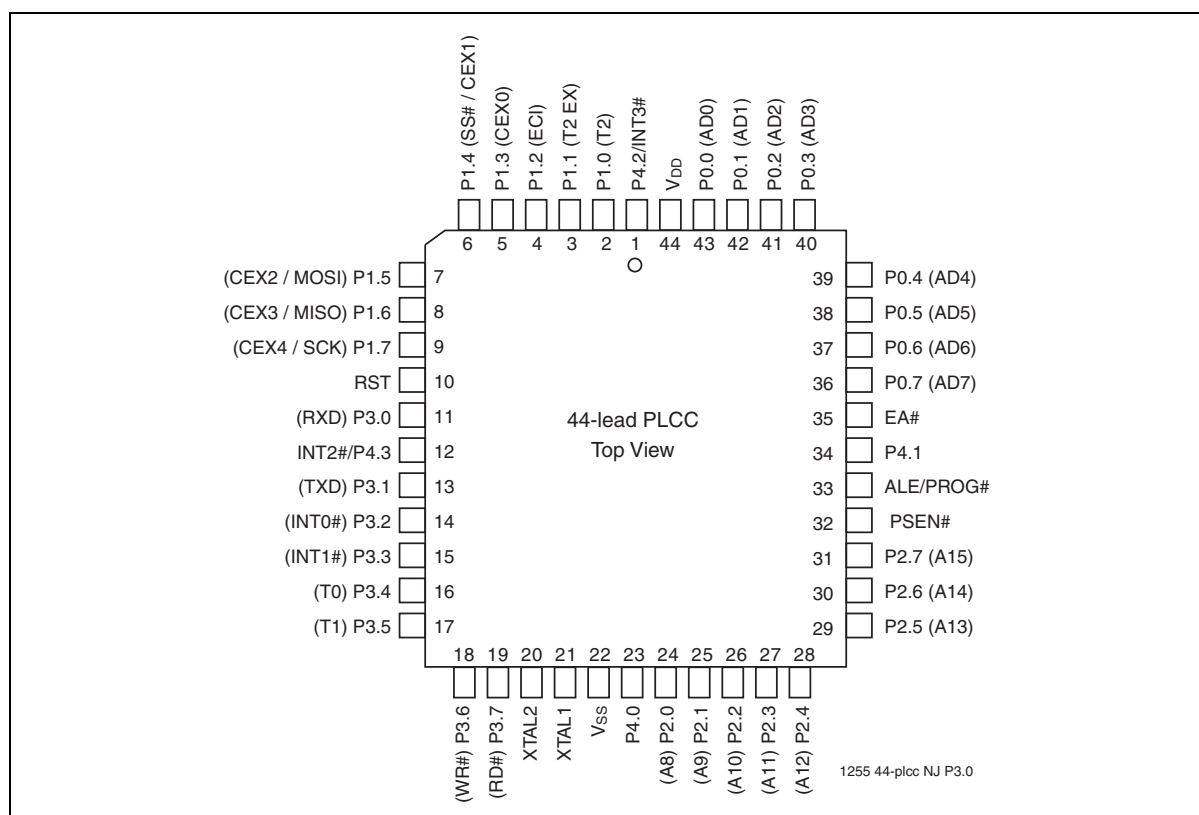 P1.4 (SS# / CEX1)
P1.3 (CEX0)
P1.2 (ECI)
P1.1 (T2 EX)
P1.0 (T2)
P4.2/INT3#
VDD
P0.0 (AD0)
P0.1 (AD1)
P0.2 (AD2)
P0.3 (AD3)
6 5 4 3 2 1 44 43 42 41 40
(CEX2 / MOSI) P1.5 7
(CEX3 / MISO) P1.6 8
(CEX4 / SCK) P1.7 9
RST 10
(RXD) P3.0 11
INT2#/P4.3 12
(TXD) P3.1 13
(INT0#) P3.2 14
(INT1#) P3.3 15
(T0) P3.4 16
(T1) P3.5 17
44-lead PLCC
Top View
39 P0.4 (AD4)
38 P0.5 (AD5)
37 P0.6 (AD6)
36 P0.7 (AD7)
35 EA#
34 P4.1
33 ALE/PROG#
32 PSEN#
31 P2.7 (A15)
30 P2.6 (A14)
29 P2.5 (A13)
18 19 20 21 22 23 24 25 26 27 28
(WR#) P3.6
(RD#) P3.7
XTAL2
XTAL1
VSS
P4.0
(A8) P2.0
(A9) P2.1
(A10) P2.2
(A11) P2.3
(A12) P2.4
1255 44-plcc NJ P3.0